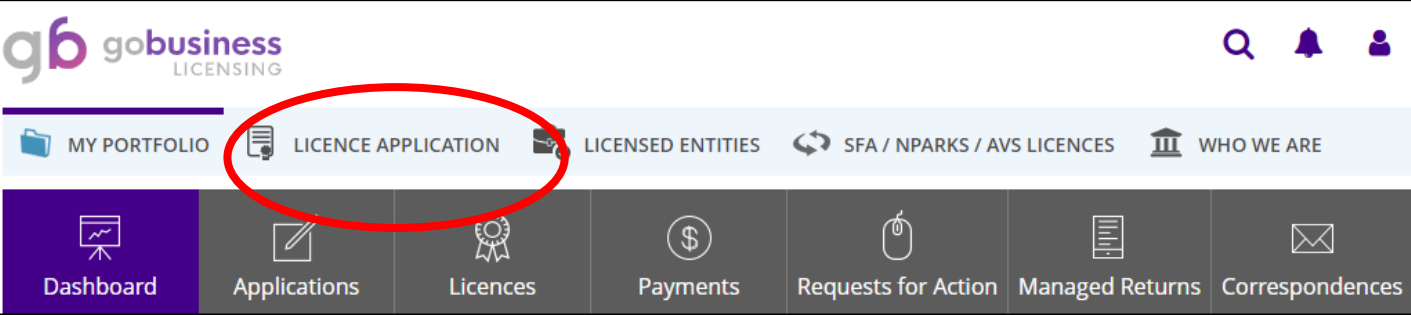 gb gobusiness
LICENSING
MY PORTFOLIO LICENCE APPLICATION LICENSED ENTITIES SFA / NPARKS / AVS LICENCES WHO WE ARE
Dashboard Applications Licences Payments Requests for Action Managed Returns Correspondences